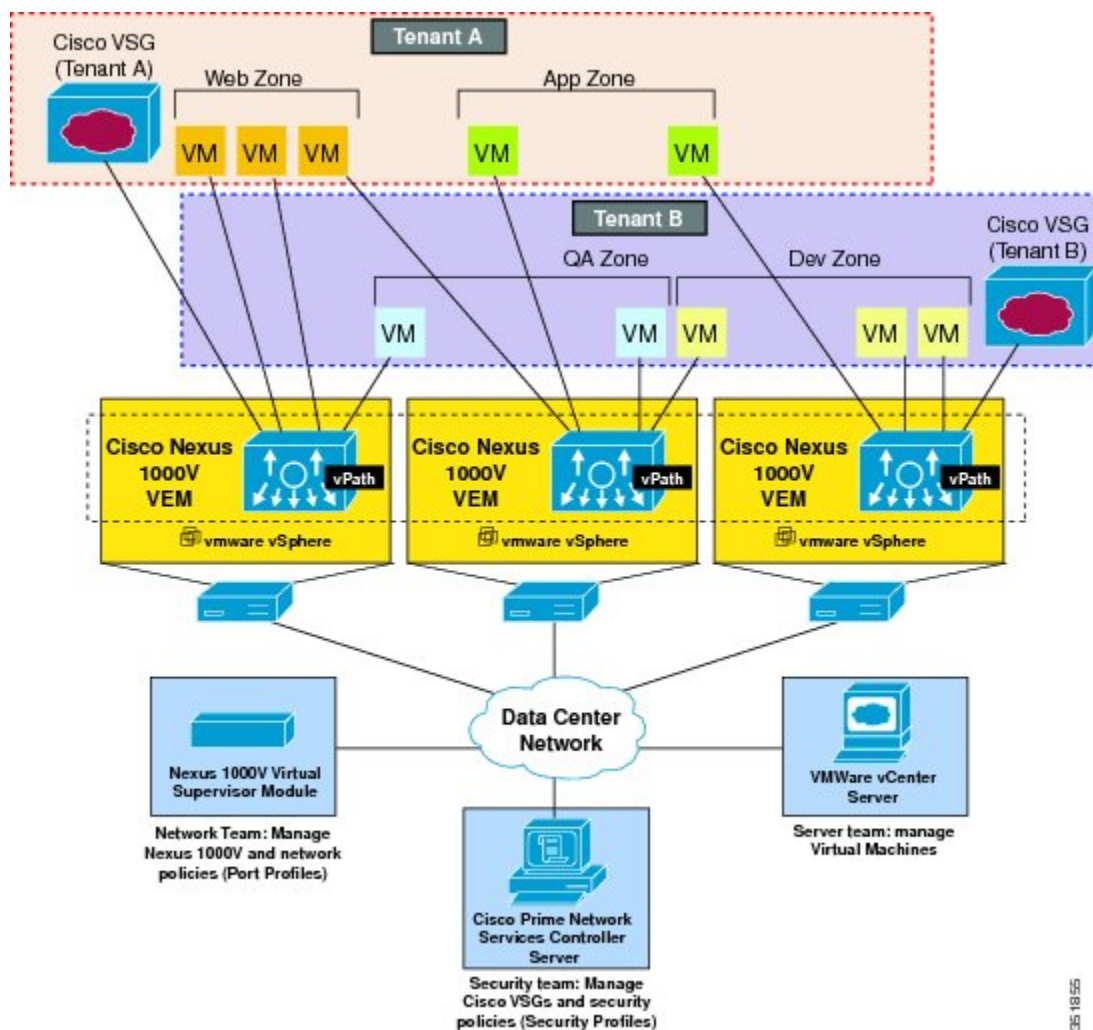 Tenant A
Cisco VSG
(Tenant A)
Web Zone
App Zone
VM
VM
VM
VM
VM
Tenant B
Cisco VSG
(Tenant B)
QA Zone
Dev Zone
VM
VM
VM
VM
VM
Cisco Nexus
1000V
VEM
vPath
vmware vSphere
Cisco Nexus
1000V
VEM
vPath
vmware vSphere
Cisco Nexus
1000V
VEM
vPath
vmware vSphere
Data Center
Network
Nexus 1000V Virtual
Supervisor Module
Network Team: Manage
Nexus 1000V and network
policies (Port Profiles)
VMWare vCenter
Server
Server team: manage
Virtual Machines
Cisco Prime Network
Services Controller
Server
Security team: Manage
Cisco VSGs and security
policies (Security Profiles)
351855